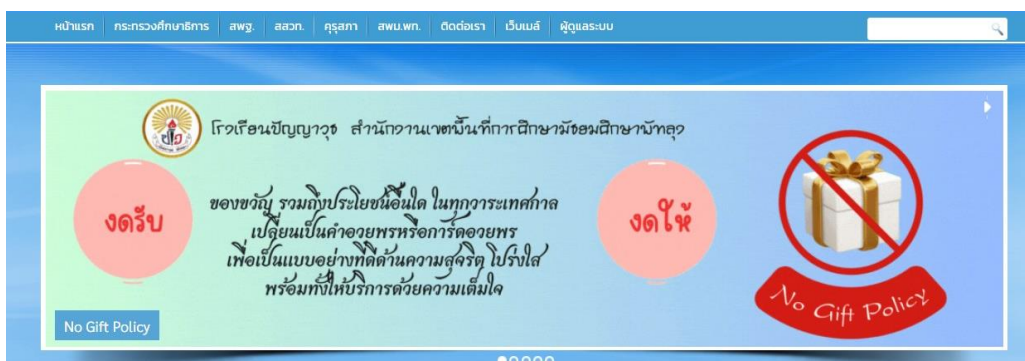 หน้าแรก กระทรวงศึกษาธิการ สพฐ. สสวท. คุรุสภา สพม.พท. ติดต่อเรา เว็บเมล์ ผู้ดูแลระบบ
โรงเรียนปัญญาวุธ สำนักงานเขตพื้นที่การศึกษามัธยมศึกษาพัทลุง
งดรับ
ของขวัญ รวมถึงประโยชน์อื่นใด ในทุกวาระเทศกาล
เปลี่ยนเป็นคำอวยพรหรือการ์ดอวยพร
เพื่อเป็นแบบอย่างที่ดีด้านความสุจริต โปร่งใส
พร้อมทั้งให้บริการด้วยความเต็มใจ
งดให้
No Gift Policy
No Gift Policy